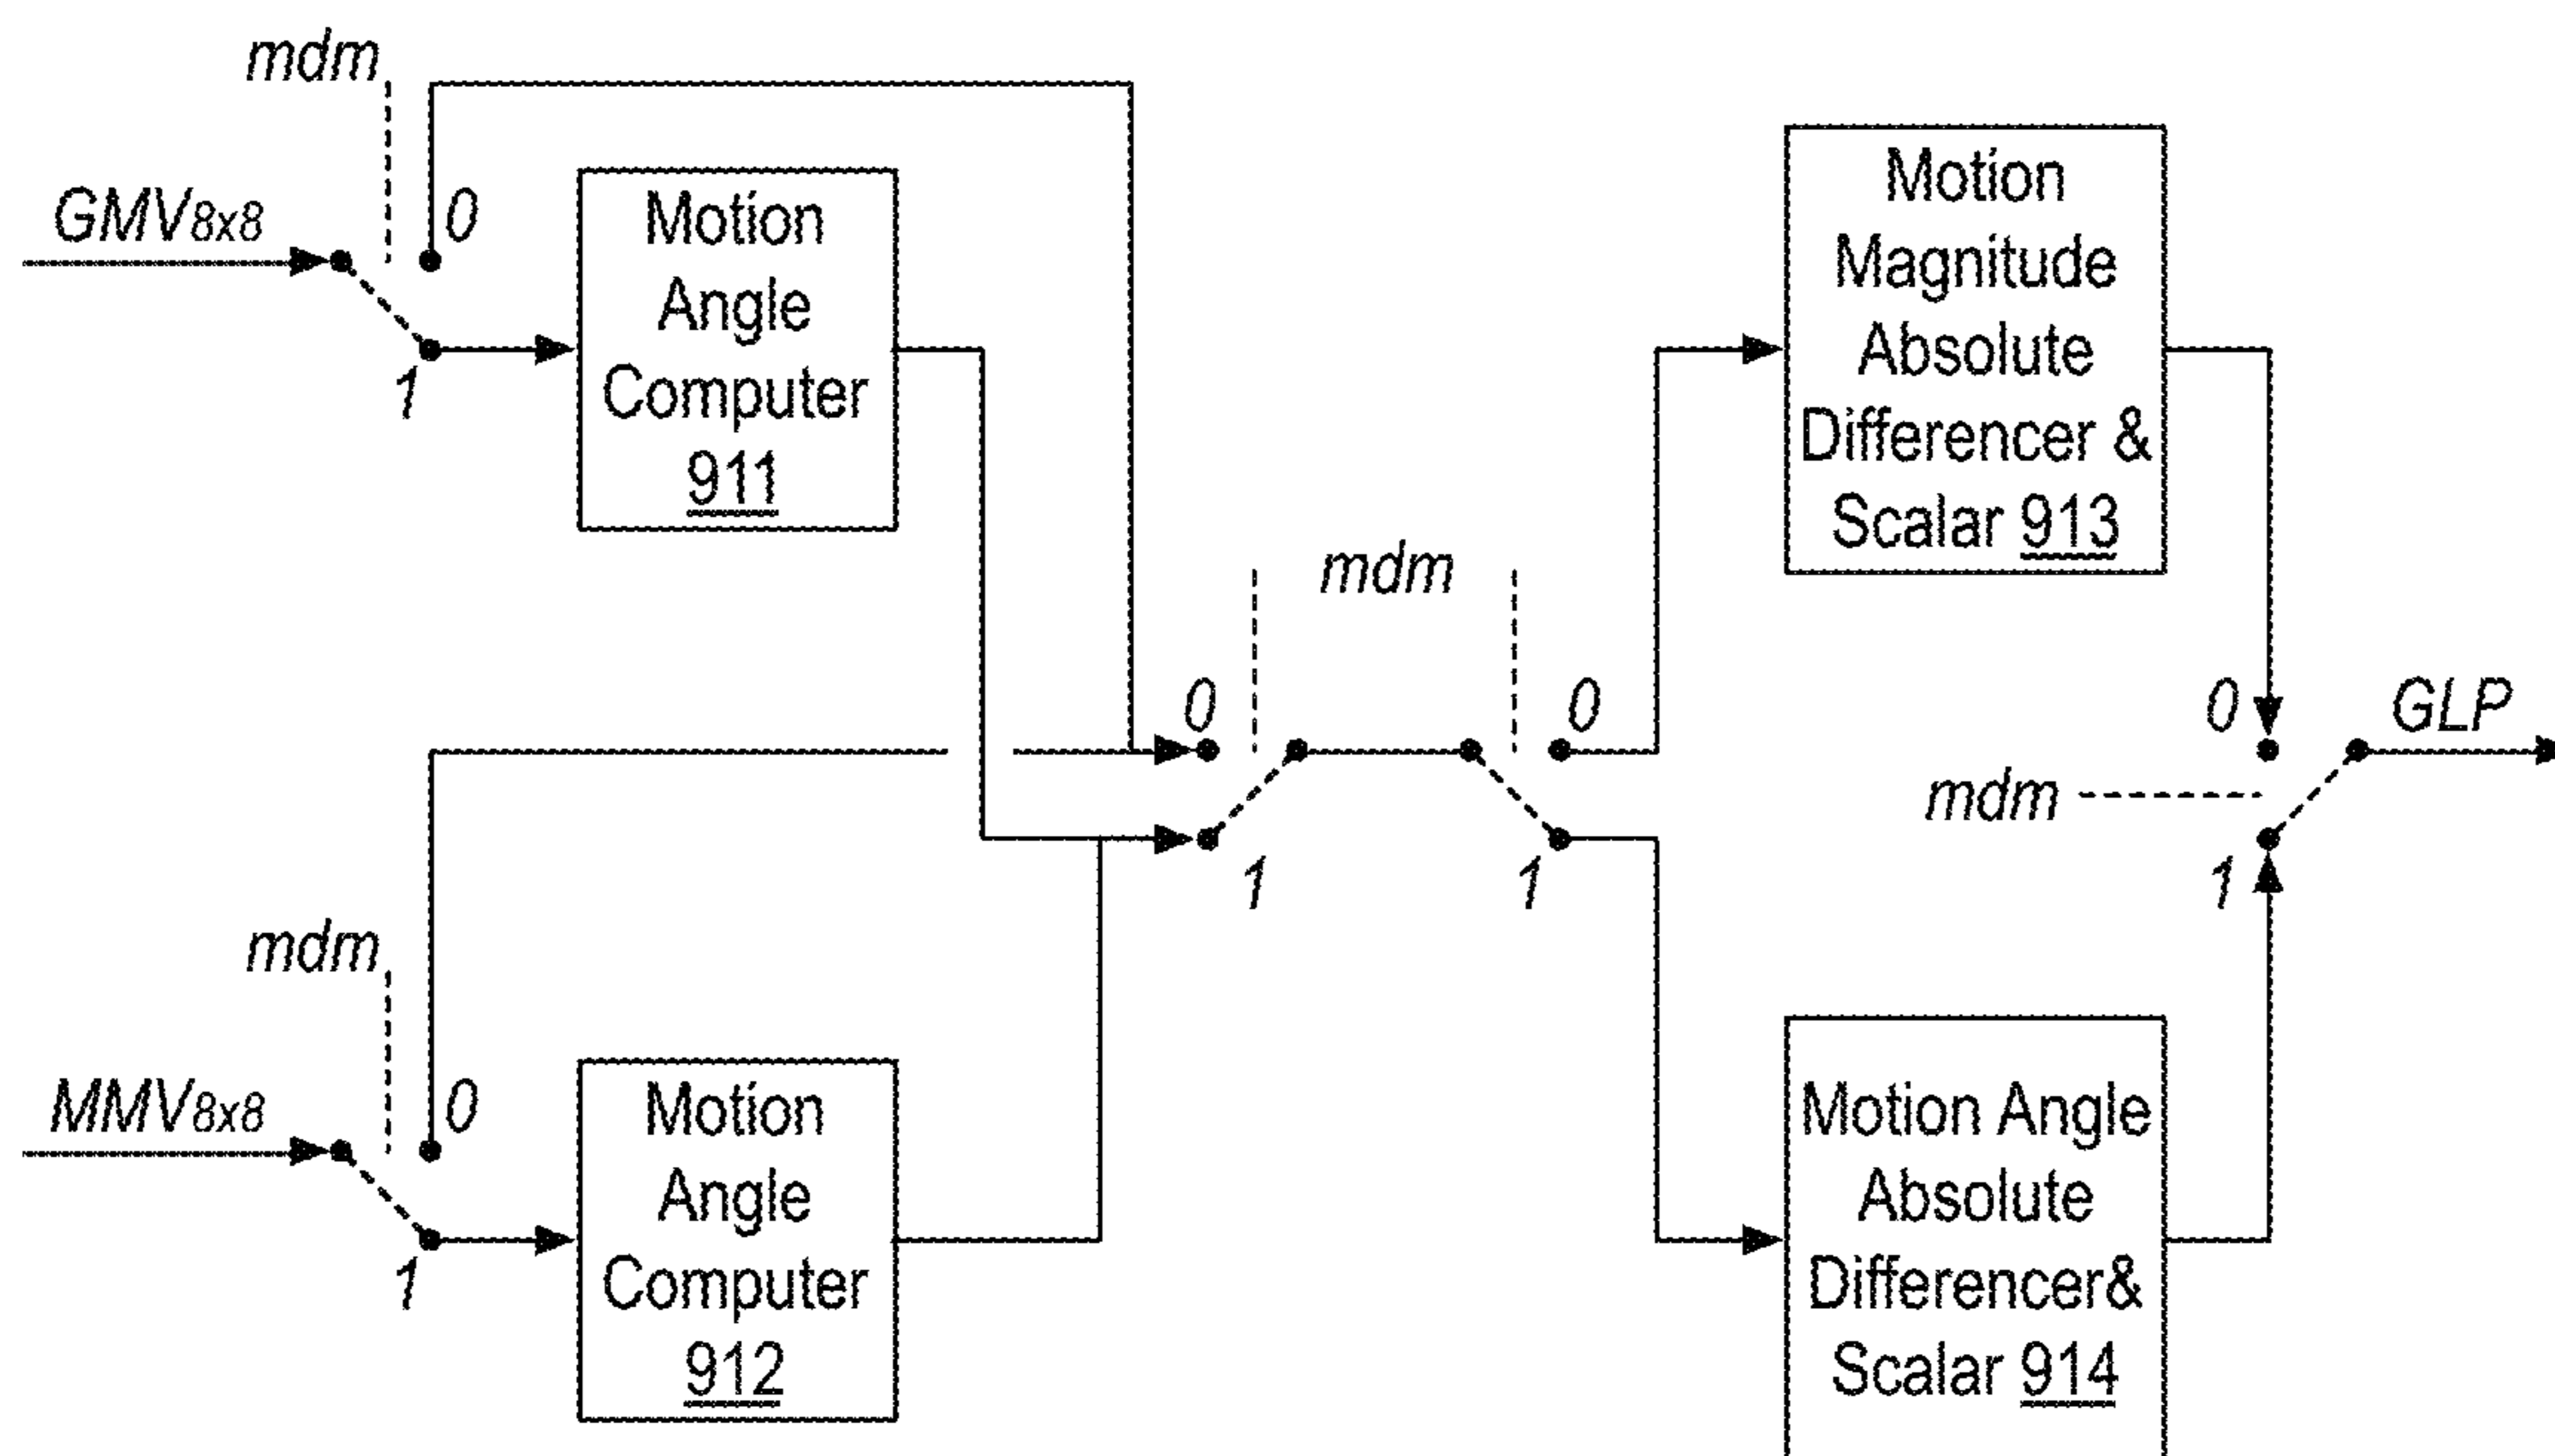 mdm
0
GMV8x8
1
Motion
Angle
Computer
911
Motion
Magnitude
Absolute
Differencer &
Scalar 913
mdm
0
0
1
1
0
GLP
mdm
1
mdm
0
MMV8x8
1
Motion
Angle
Computer
912
Motion Angle
Absolute
Differencer&
Scalar 914